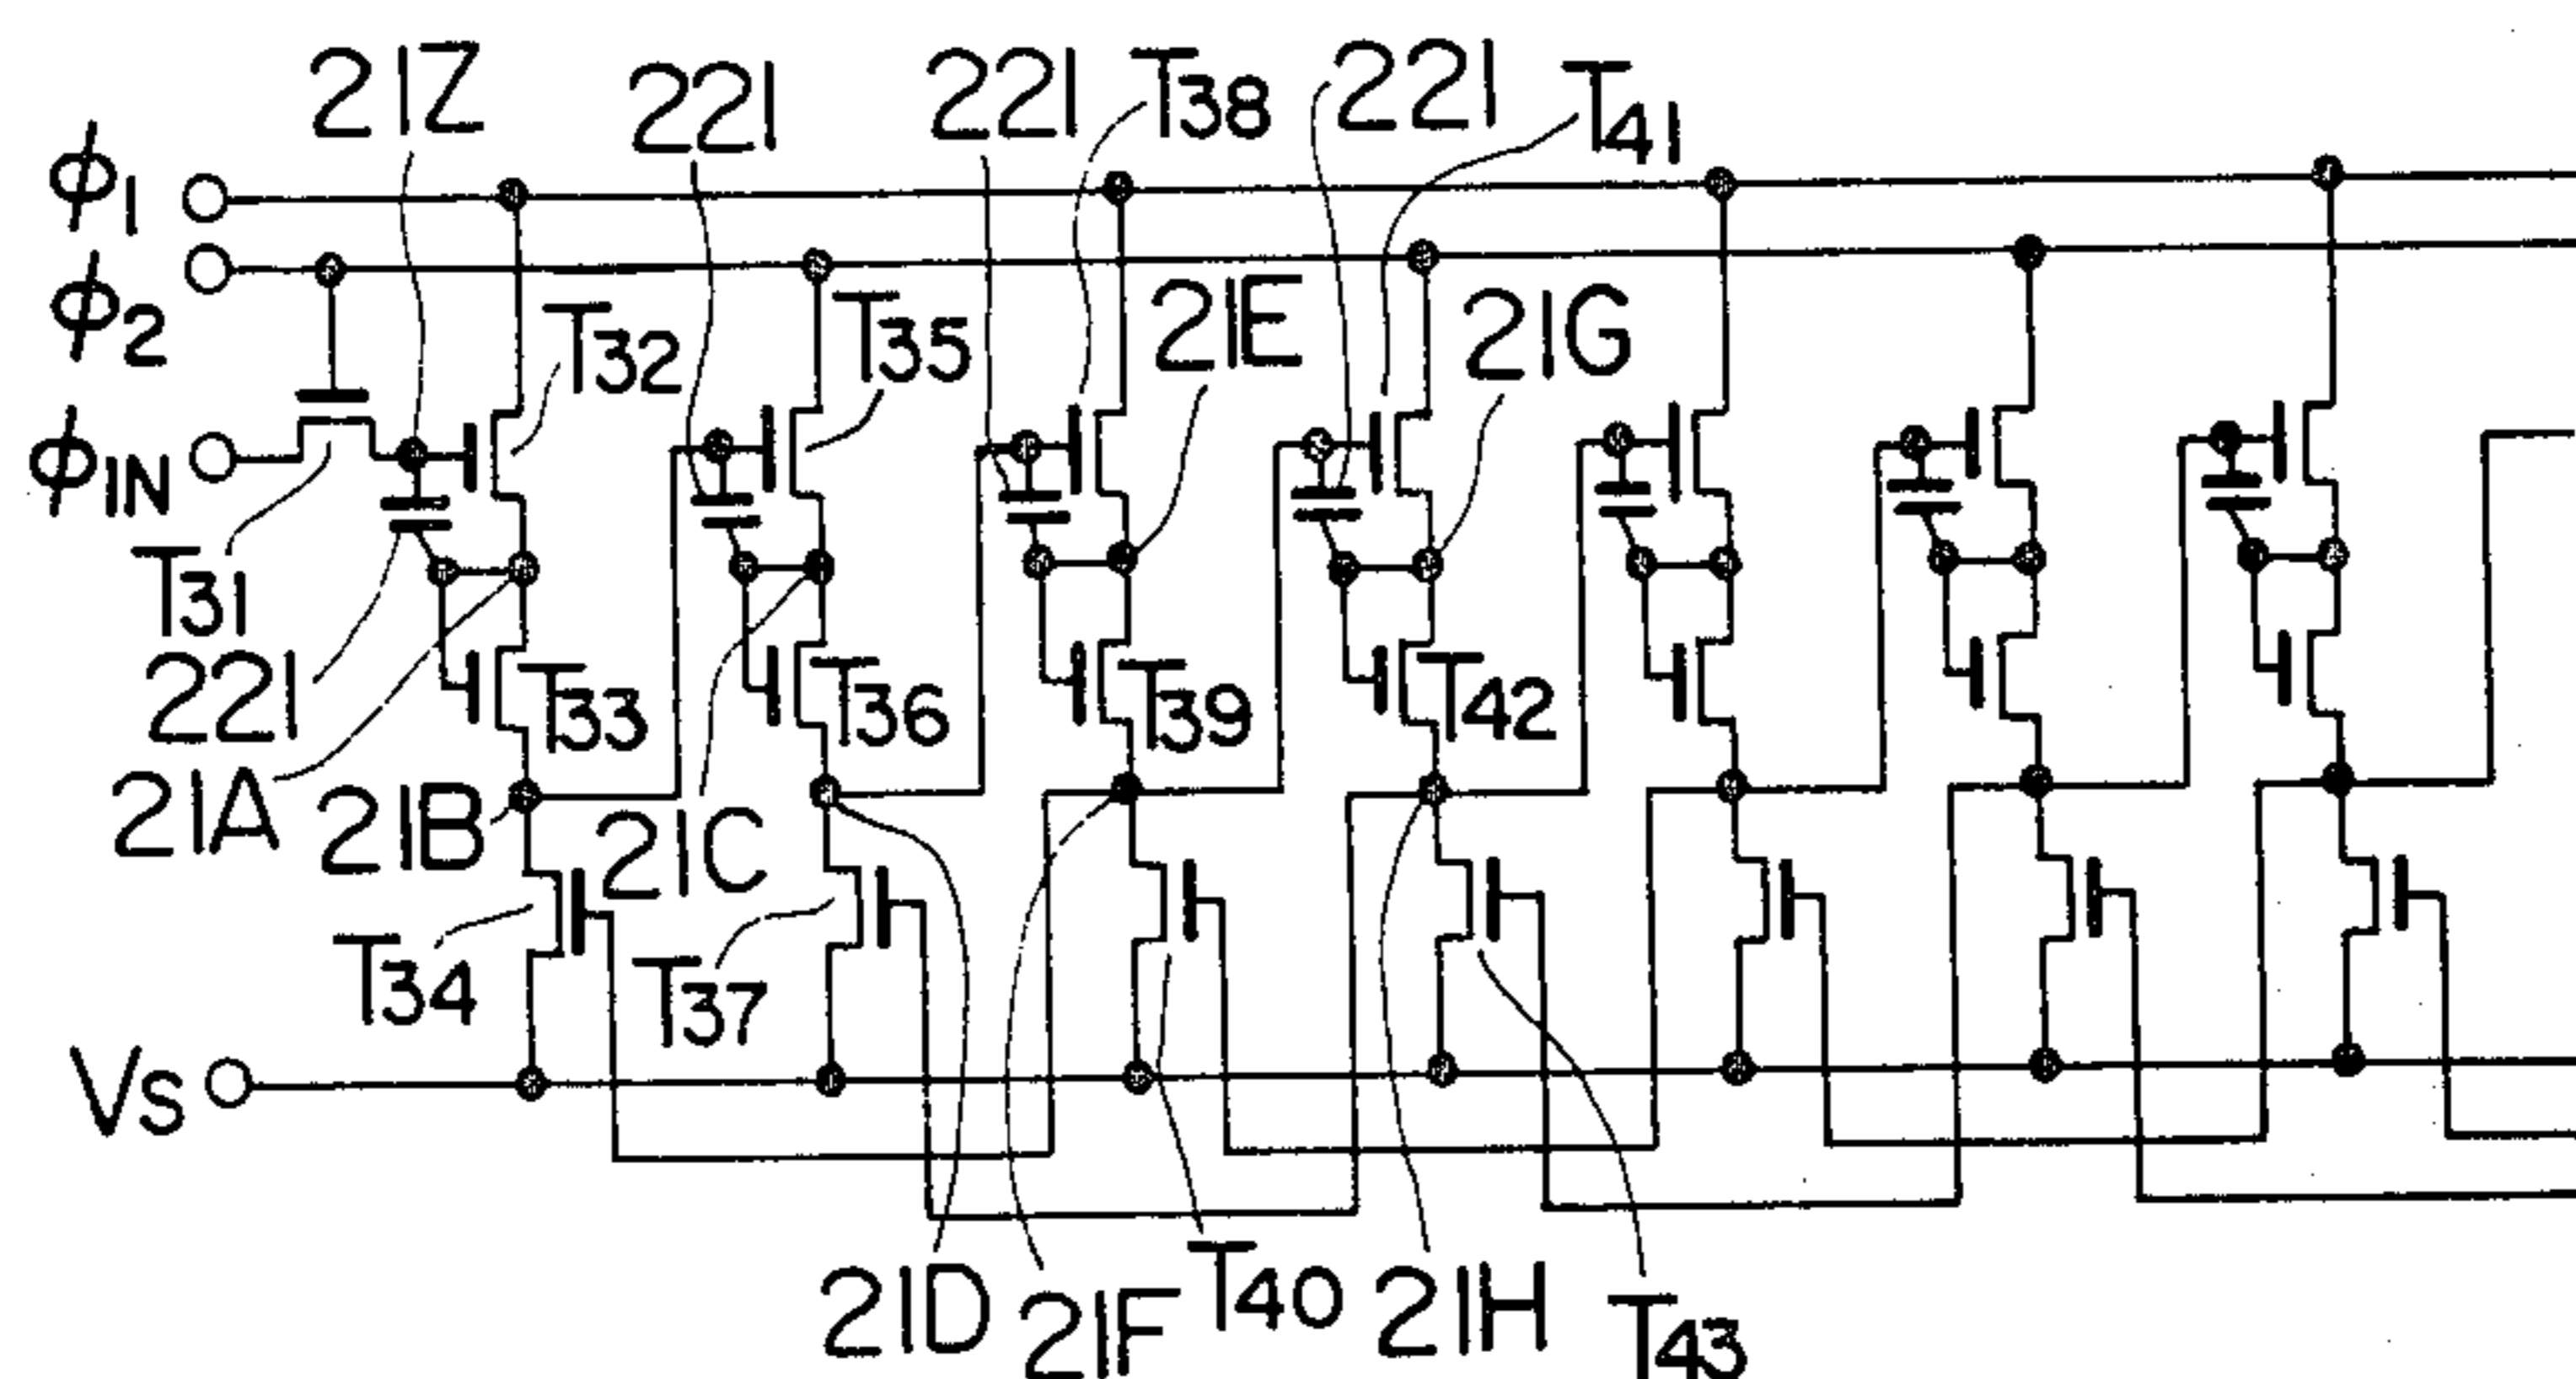 21Z 221 221 T38 221 T41
ϕ1
ϕ2
T32 T35 21E 21G
ϕIN
T31
221 T33 T36 T39 T42
21A 21B 21C
T34 T37
VS
21D 21F T40 21H T43